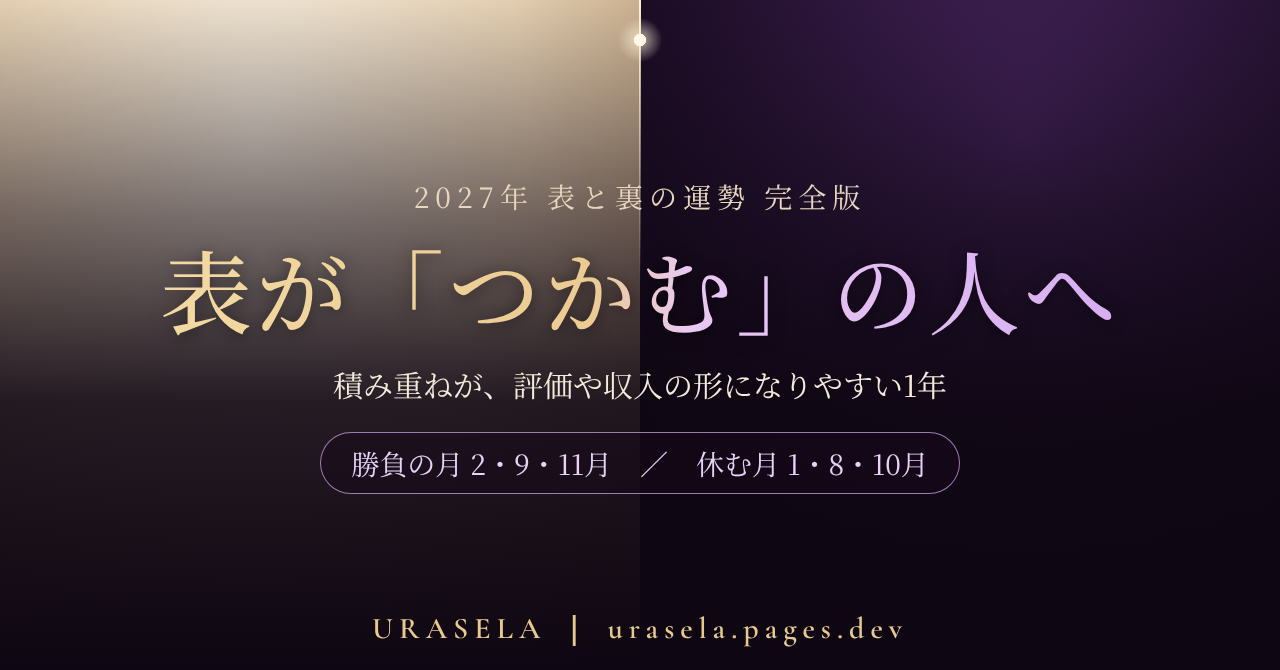 2027年 表と裏の運勢 完全版
表が「つかむ」の人へ
積み重ねが、評価や収入の形になりやすい1年
勝負の月 2・9・11月 ／ 休む月 1・8・10月
URASELA | urasela.pages.dev